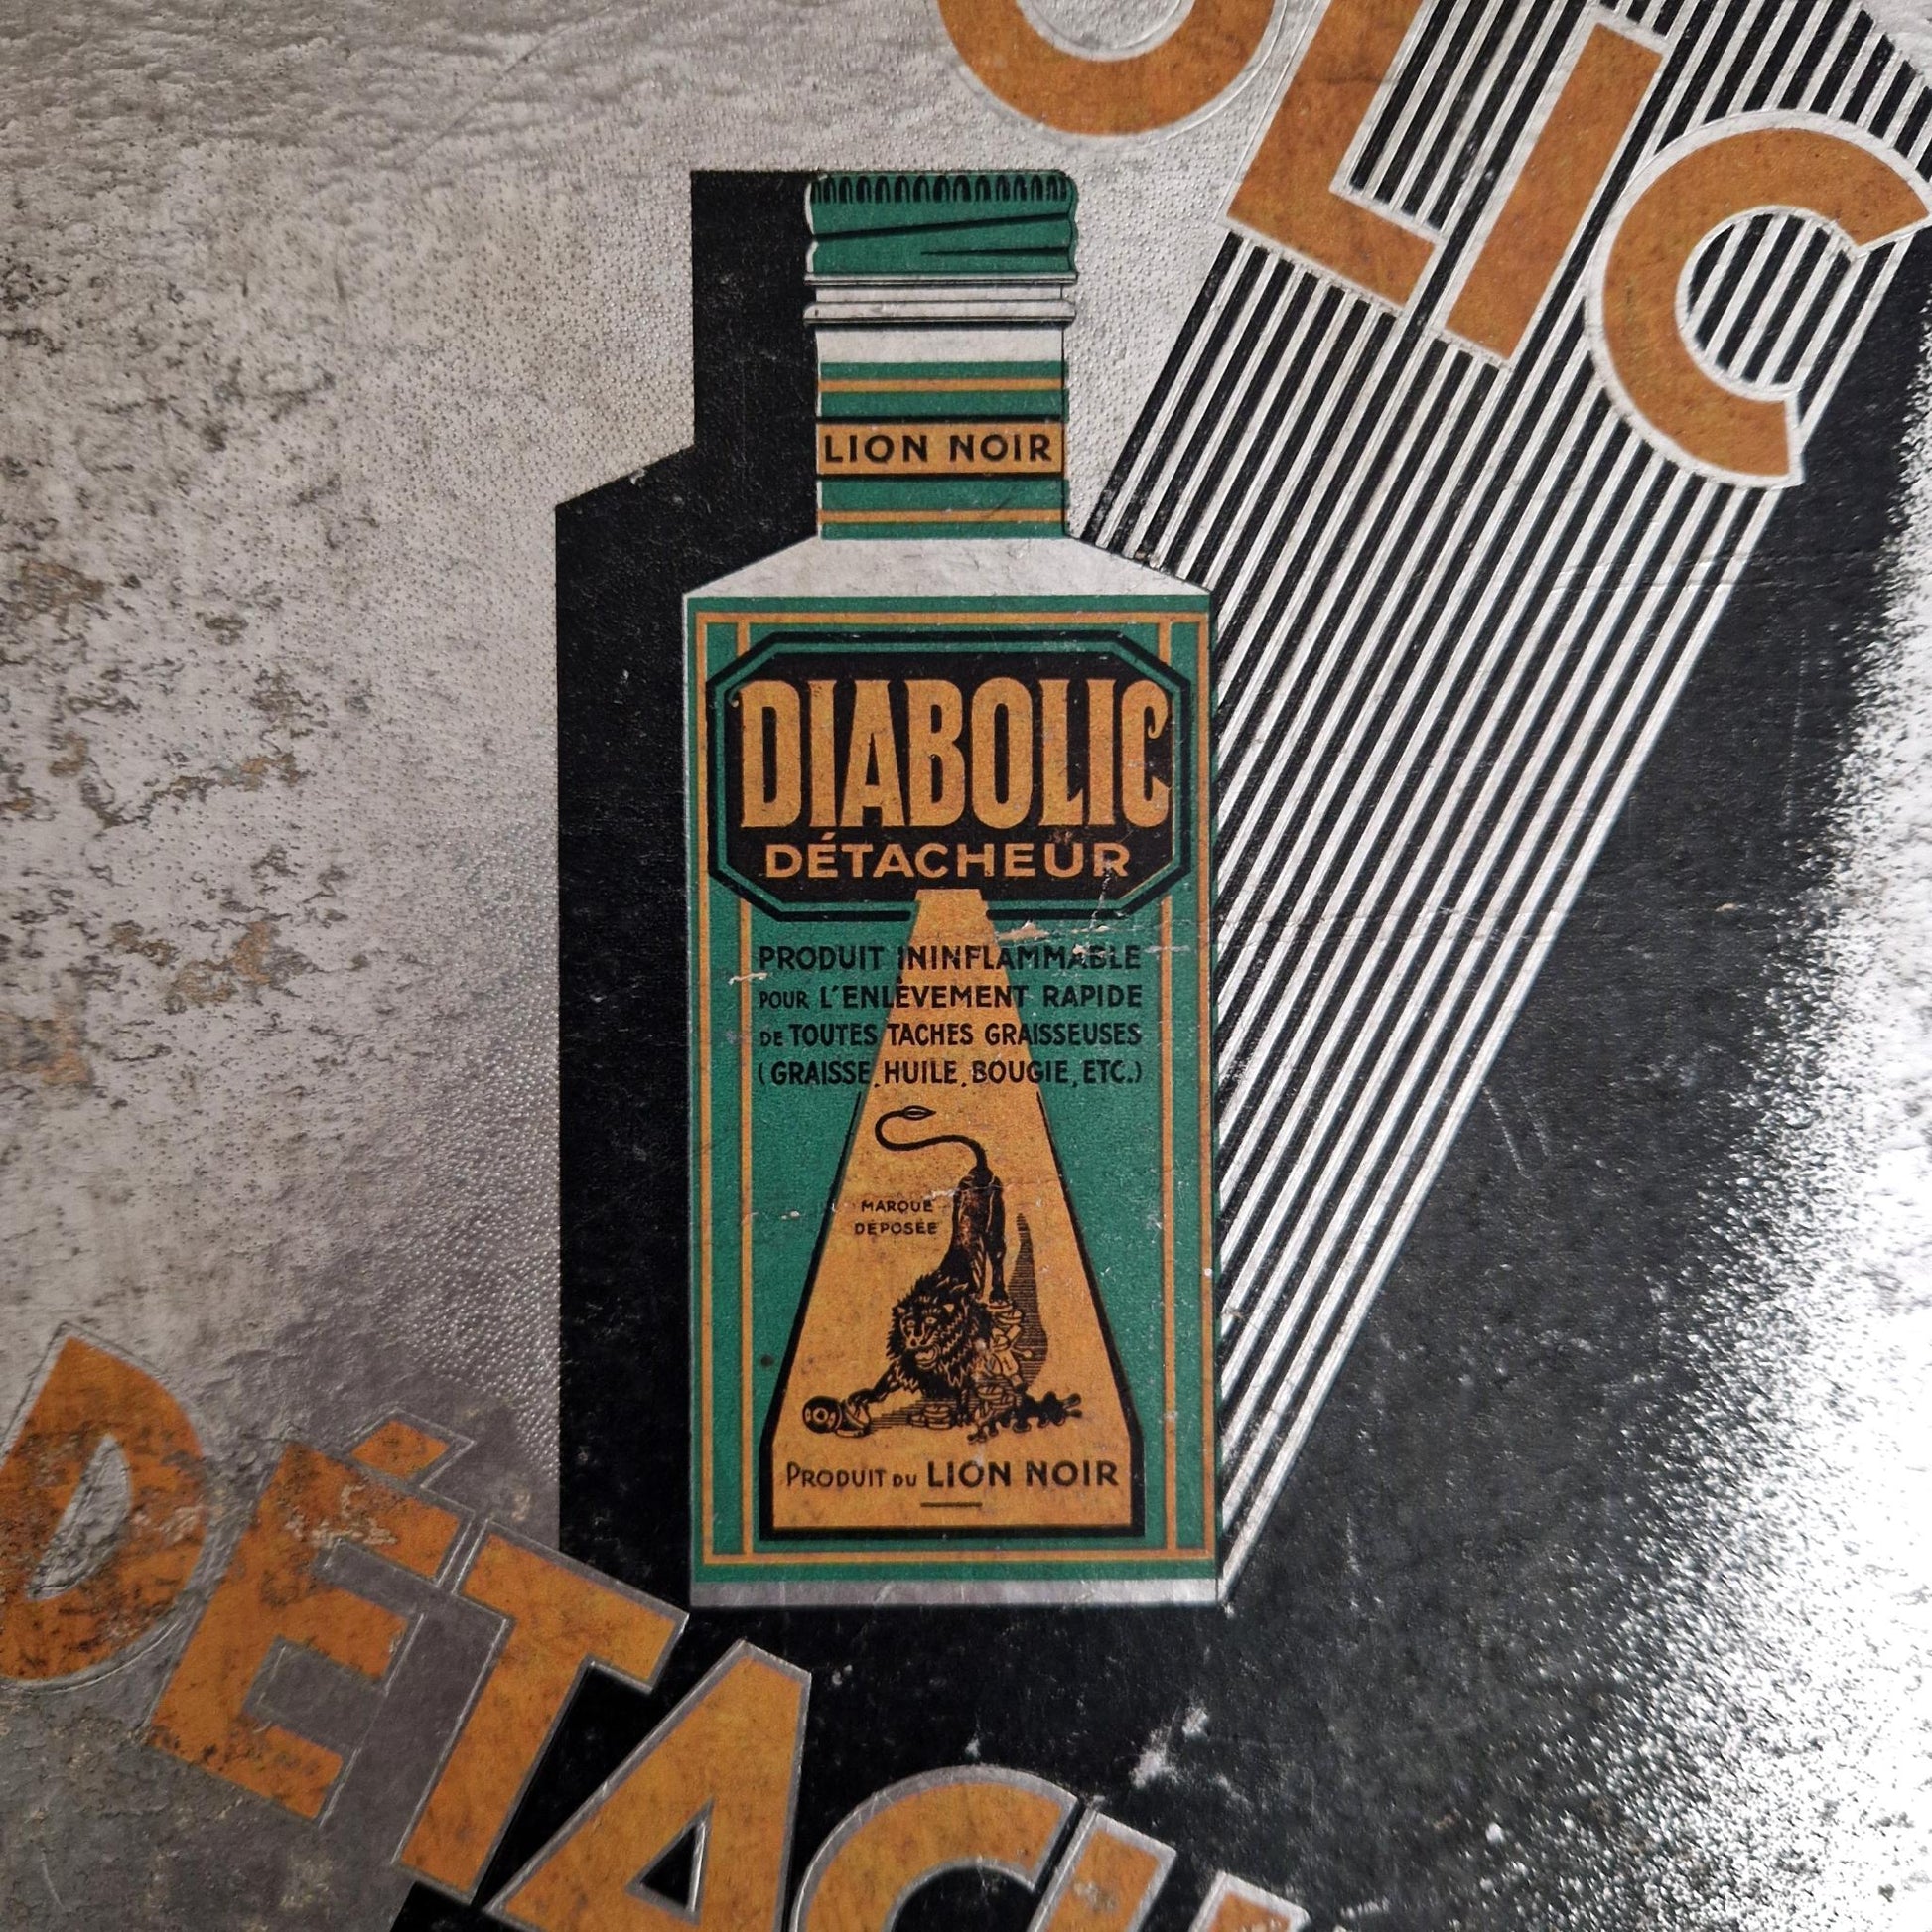 OLIC
LION NOIR
DIABOLIC
DÉTACHEUR
PRODUIT ININFLAMMABLE
POUR L'ENLÈVEMENT RAPIDE
DE TOUTES TACHES GRAISSEUSES
(GRAISSE, HUILE, BOUGIE, ETC.)
MARQUE
DÉPOSÉE
PRODUIT DU LION NOIR
DÉTACH